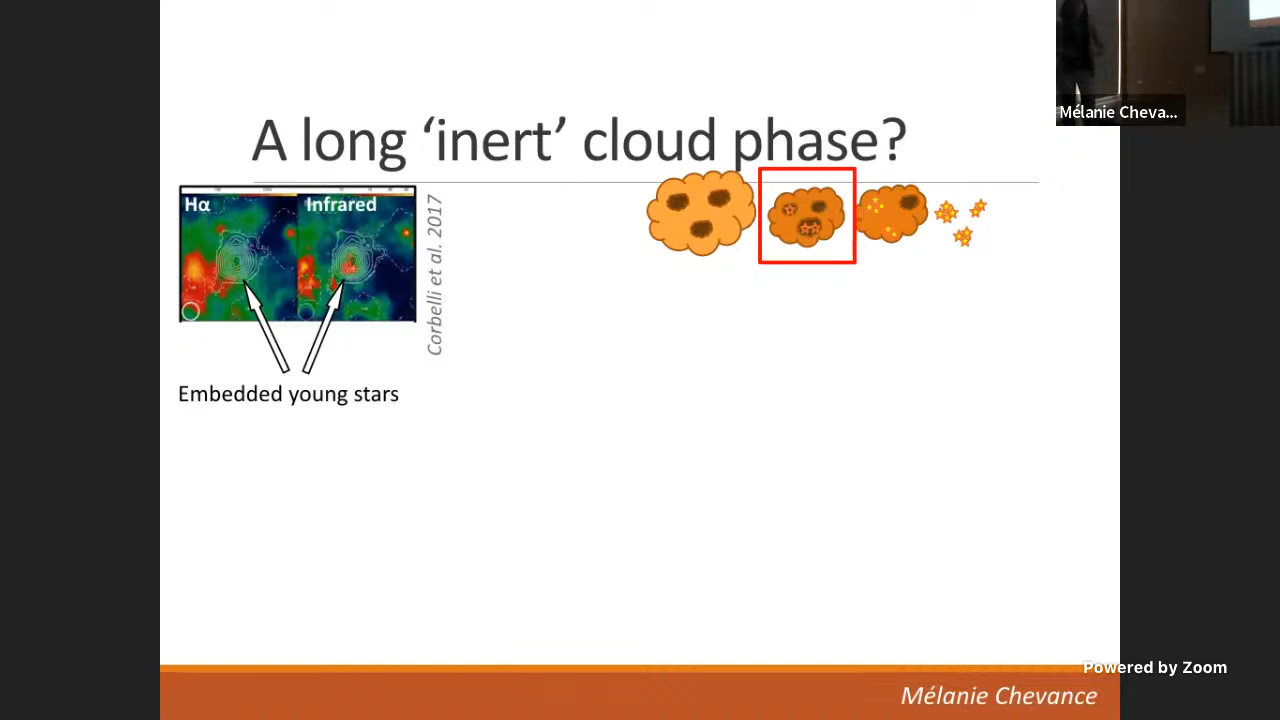 Mélanie Cheva...
A long ‘inert’ cloud phase?
Hα
Infrared
Corbelli et al. 2017
Embedded young stars
Powered by Zoom
Mélanie Chevance